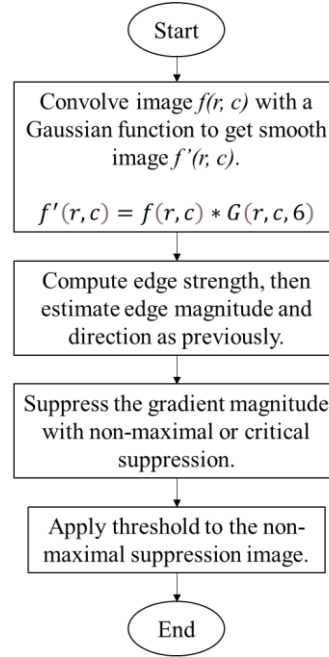 Start
Convolve image f(r, c) with a
Gaussian function to get smooth
image f'(r, c).
f′(r, c) = f(r, c) * G(r, c, 6)
Compute edge strength, then
estimate edge magnitude and
direction as previously.
Suppress the gradient magnitude
with non-maximal or critical
suppression.
Apply threshold to the non-
maximal suppression image.
End